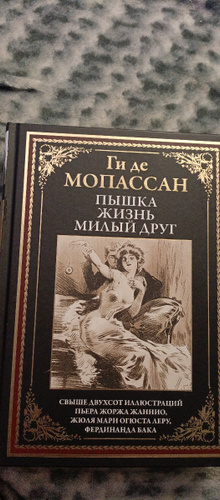 Ги де
МОПАССАН
ПЫШКА
ЖИЗНЬ
МИЛЫЙ ДРУГ
СВЫШЕ ДВУХСОТ ИЛЛЮСТРАЦИЙ
ПЬЕРА ЖОРЖА ЖАННИО,
ЖЮЛЯ МАРИ ОГЮСТА ЛЕРУ,
ФЕРДИНАНДА БАКА